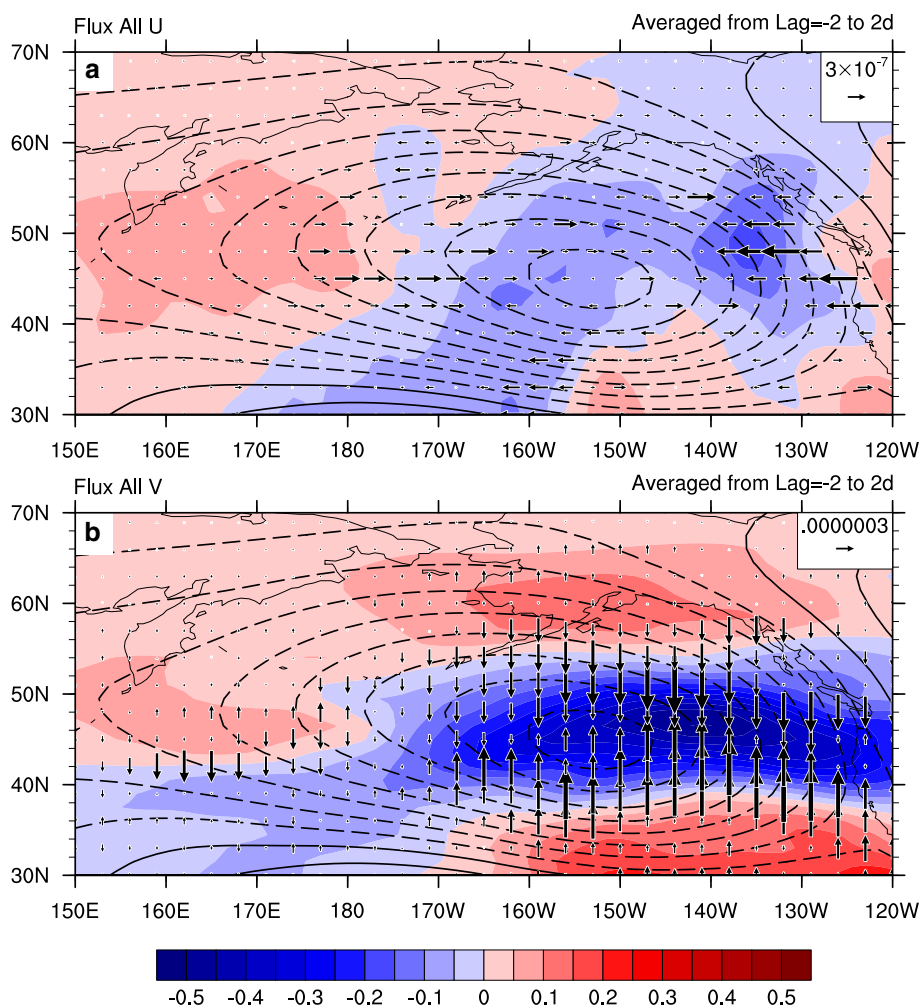 Flux All U Averaged from Lag=-2 to 2d
70N
a
3×10⁻⁷
60N
50N
40N
30N
150E 160E 170E 180 170W 160W 150W 140W 130W 120W
Flux All V Averaged from Lag=-2 to 2d
70N
b
.0000003
60N
50N
40N
30N
150E 160E 170E 180 170W 160W 150W 140W 130W 120W
-0.5 -0.4 -0.3 -0.2 -0.1 0 0.1 0.2 0.3 0.4 0.5